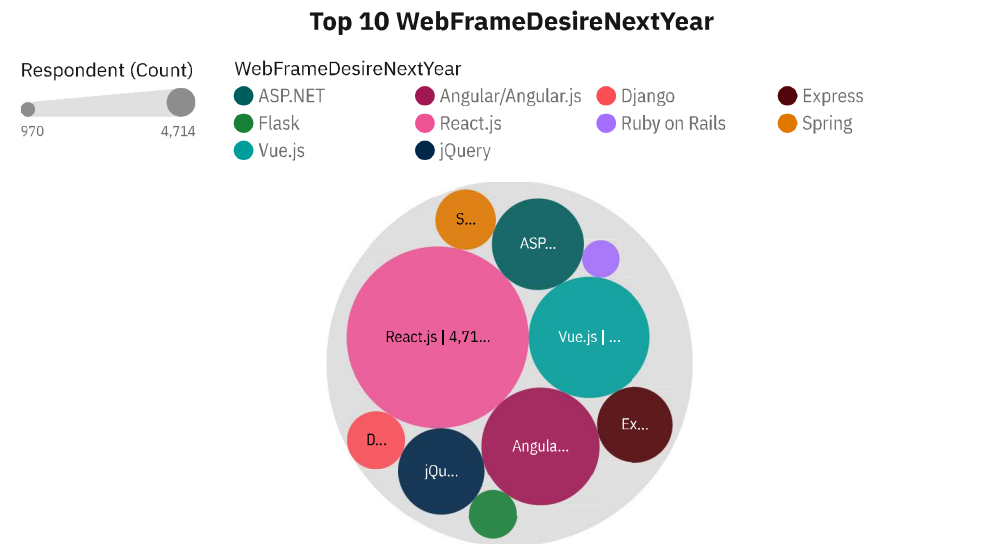 Top 10 WebFrameDesireNextYear
Respondent (Count)
970 4,714
WebFrameDesireNextYear
ASP.NET Angular/Angular.js Django Express
Flask React.js Ruby on Rails Spring
Vue.js jQuery
S...
ASP...
React.js | 4,71...
Vue.js | ...
Ex...
D...
Angula...
jQu...